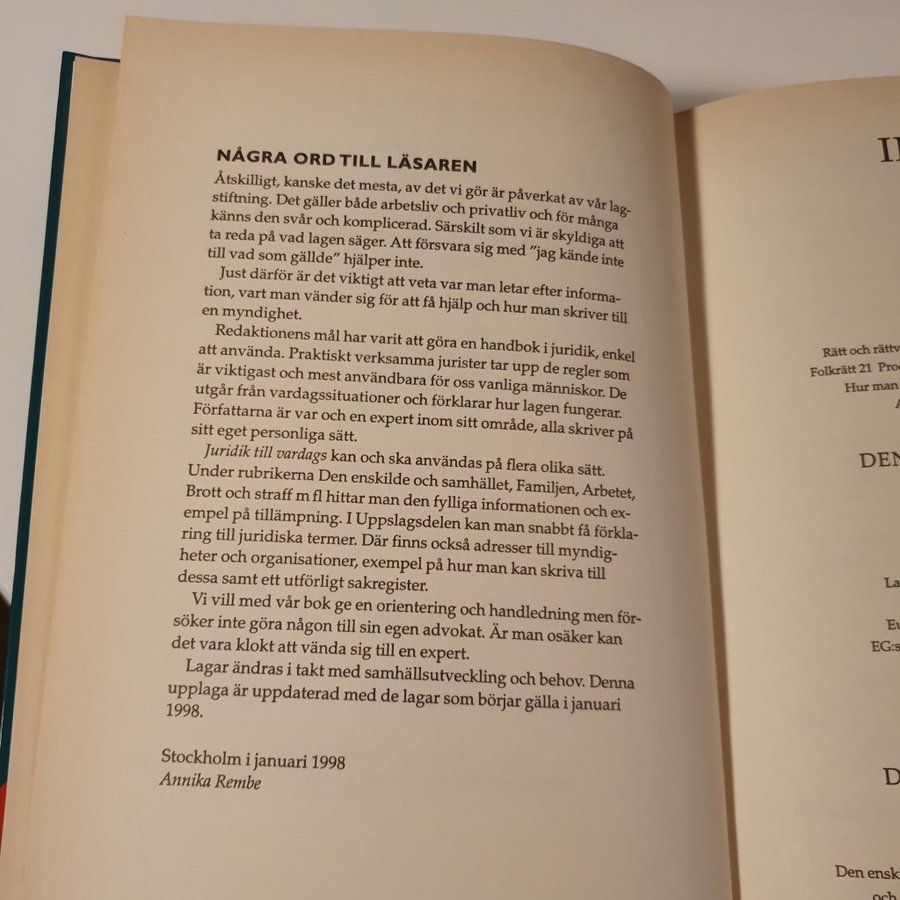 NÅGRA ORD TILL LÄSAREN
Åtskilligt, kanske det mesta, av det vi gör är påverkat av vår lag-
stiftning. Det gäller både arbetsliv och privatliv och för många
känns den svår och komplicerad. Särskilt som vi är skyldiga att
ta reda på vad lagen säger. Att försvara sig med ”jag kände inte
till vad som gällde” hjälper inte.
Just därför är det viktigt att veta var man letar efter informa-
tion, vart man vänder sig för att få hjälp och hur man skriver till
en myndighet.
Redaktionens mål har varit att göra en handbok i juridik, enkel
att använda. Praktiskt verksamma jurister tar upp de regler som
är viktigast och mest användbara för oss vanliga människor. De
utgår från vardagssituationer och förklarar hur lagen fungerar.
Författarna är var och en expert inom sitt område, alla skriver på
sitt eget personliga sätt.
Juridik till vardags kan och ska användas på flera olika sätt.
Under rubrikerna Den enskilde och samhället, Familjen, Arbetet,
Brott och straff m fl hittar man den fylliga informationen och ex-
empel på tillämpning. I Uppslagsdelen kan man snabbt få förkla-
ring till juridiska termer. Där finns också adresser till myndig-
heter och organisationer, exempel på hur man kan skriva till
dessa samt ett utförligt sakregister.
Vi vill med vår bok ge en orientering och handledning men för-
söker inte göra någon till sin egen advokat. Är man osäker kan
det vara klokt att vända sig till en expert.
Lagar ändras i takt med samhällsutveckling och behov. Denna
upplaga är uppdaterad med de lagar som börjar gälla i januari
1998.
Stockholm i januari 1998
Annika Rembe
Rätt och
Folkrätt 21
Hur man
DEN
EG:s
Den
och